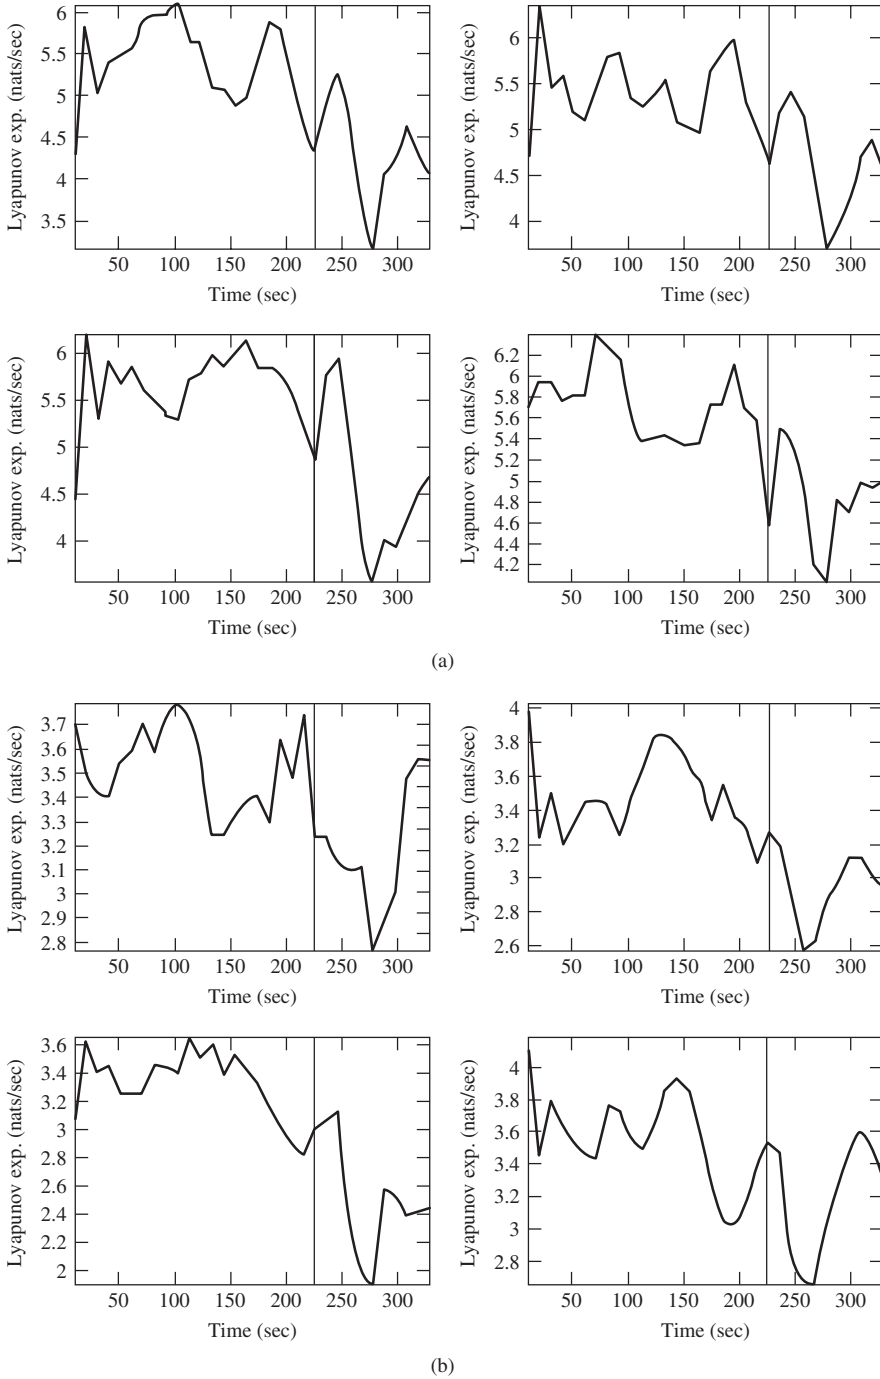 Lyapunov exp. (nats/sec)
6
5.5
5
4.5
4
3.5
50 100 150 200 250 300
Time (sec)
Lyapunov exp. (nats/sec)
6
5.5
5
4.5
4
50 100 150 200 250 300
Time (sec)
Lyapunov exp. (nats/sec)
6
5.5
5
4.5
4
50 100 150 200 250 300
Time (sec)
Lyapunov exp. (nats/sec)
6.2
6
5.8
5.6
5.4
5.2
5
4.8
4.6
4.4
4.2
50 100 150 200 250 300
Time (sec)
(a)
Lyapunov exp. (nats/sec)
3.7
3.6
3.5
3.4
3.3
3.2
3.1
3
2.9
2.8
50 100 150 200 250 300
Time (sec)
Lyapunov exp. (nats/sec)
4
3.8
3.6
3.4
3.2
3
2.8
2.6
50 100 150 200 250 300
Time (sec)
Lyapunov exp. (nats/sec)
3.6
3.4
3.2
3
2.8
2.6
2.4
2.2
2
50 100 150 200 250 300
Time (sec)
Lyapunov exp. (nats/sec)
4
3.8
3.6
3.4
3.2
3
2.8
50 100 150 200 250 300
Time (sec)
(b)